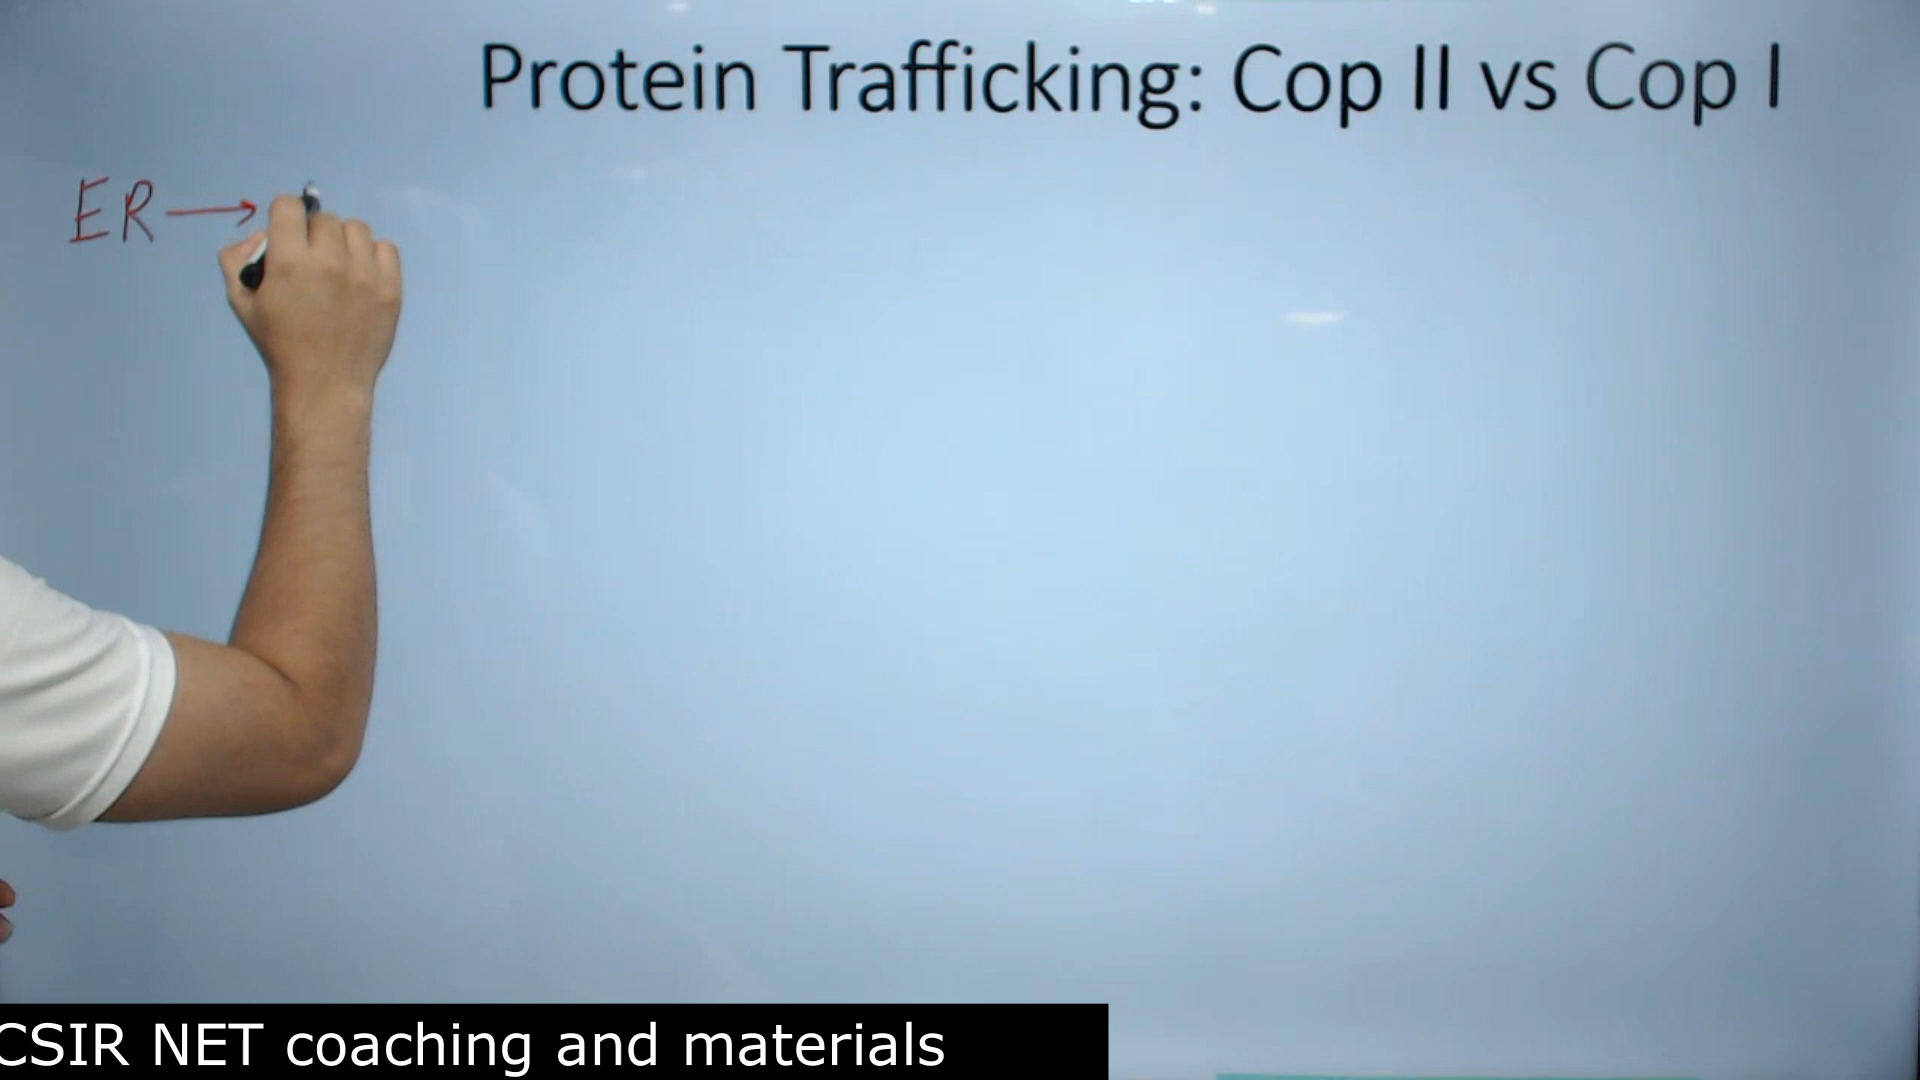 Protein Trafficking: Cop II vs Cop I
ER →
CSIR NET coaching and materials